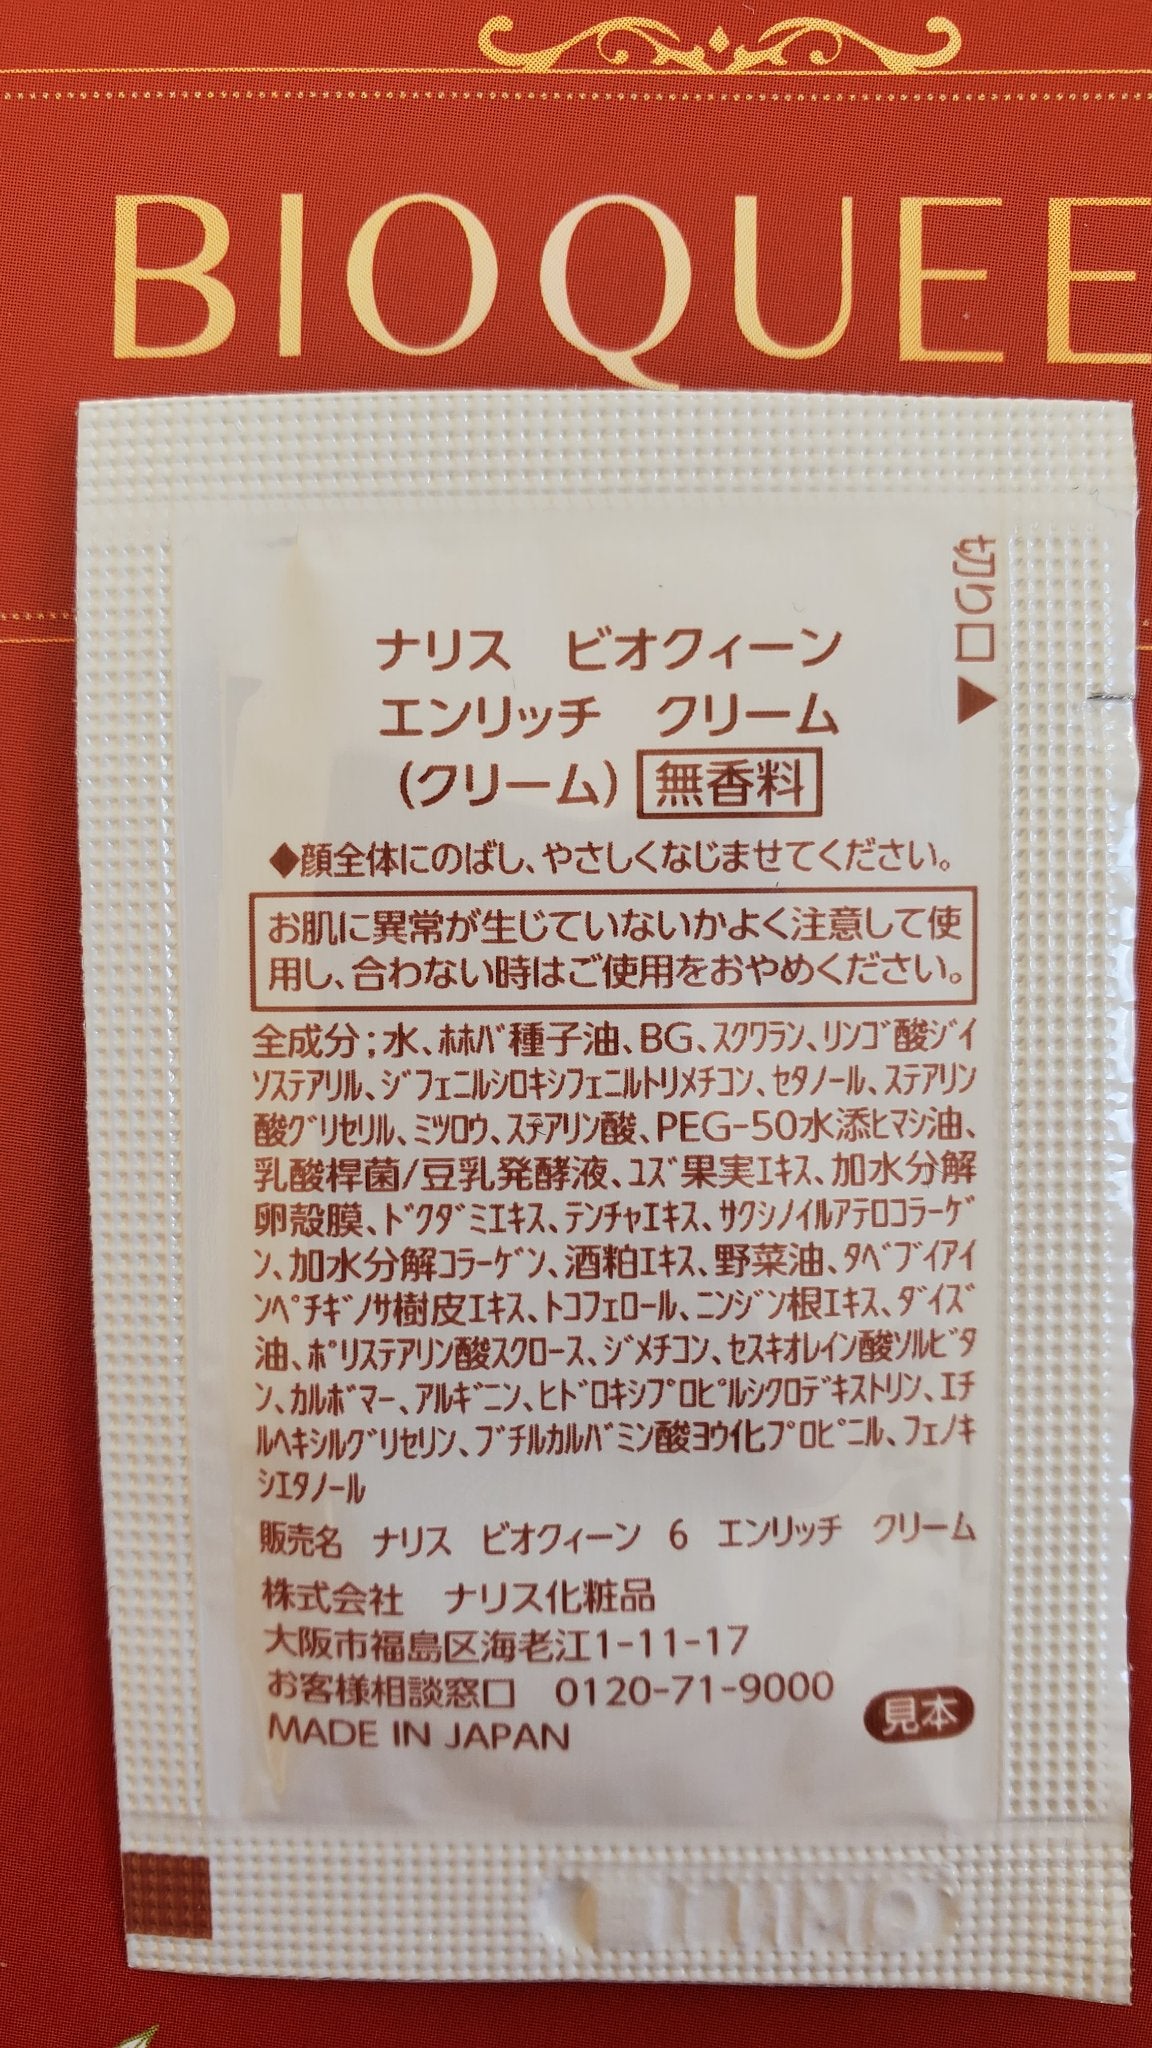 BIOQUEE
切り口▲
ナリス ビオクィーン
エンリッチ クリーム
(クリーム) 無香料
◆顔全体にのばし、やさしくなじませてください。
お肌に異常が生じていないかよく注意して使
用し、合わない時はご使用をおやめください。
全成分;水、ﾎﾎﾊﾞ種子油、BG、ｽｸﾜﾗﾝ、ﾘﾝｺﾞ酸ｼﾞｲ
ｿｽﾃｱﾘﾙ、ｼﾞﾌｪﾆﾙｼﾛｷｼﾌｪﾆﾙﾄﾘﾒﾁｺﾝ、ｾﾀﾉｰﾙ、ｽﾃｱﾘﾝ
酸ｸﾞﾘｾﾘﾙ、ﾐﾂﾛｳ、ｽﾃｱﾘﾝ酸、PEG-50水添ﾋﾏｼ油、
乳酸桿菌/豆乳発酵液、ﾕｽﾞ果実ｴｷｽ、加水分解
卵殻膜、ﾄﾞｸﾀﾞﾐｴｷｽ、ﾃﾝﾁｬｴｷｽ、ｻｸｼﾉｲﾙｱﾃﾛｺﾗｰｹﾞ
ﾝ、加水分解ｺﾗｰｹﾞﾝ、酒粕ｴｷｽ、野菜油、ﾀﾍﾞﾌﾞｲｱｲ
ﾝﾍﾟﾁｷﾞﾉｻ樹皮ｴｷｽ、ﾄｺﾌｪﾛｰﾙ、ﾆﾝｼﾞﾝ根ｴｷｽ、ﾀﾞｲｽﾞ
油、ﾎﾟﾘｽﾃｱﾘﾝ酸ｽｸﾛｰｽ、ｼﾞﾒﾁｺﾝ、ｾｽｷｵﾚｲﾝ酸ｿﾙﾋﾞﾀ
ﾝ、ｶﾙﾎﾞﾏｰ、ｱﾙｷﾞﾆﾝ、ﾋﾄﾞﾛｷｼﾌﾟﾛﾋﾟﾙｼｸﾛﾃﾞｷｽﾄﾘﾝ、ｴﾁ
ﾙﾍｷｼﾙｸﾞﾘｾﾘﾝ、ﾌﾞﾁﾙｶﾙﾊﾞﾐﾝ酸ﾖｳ化ﾌﾟﾛﾋﾟﾆﾙ、ﾌｪﾉｷ
ｼｴﾀﾉｰﾙ
販売名 ナリス ビオクィーン 6 エンリッチ クリーム
株式会社 ナリス化粧品
大阪市福島区海老江1-11-17
お客様相談窓口 0120-71-9000
MADE IN JAPAN
見本